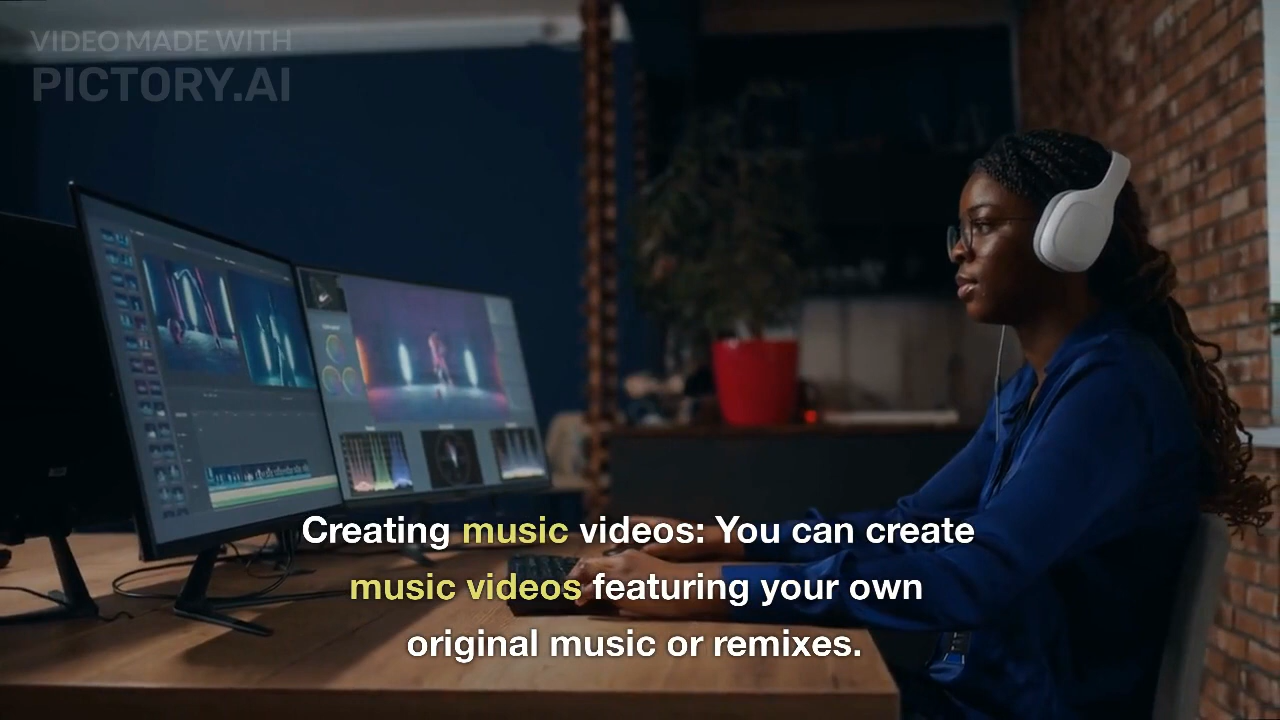 VIDEO MADE WITH
PICTORY.AI
Creating music videos: You can create
music videos featuring your own
original music or remixes.